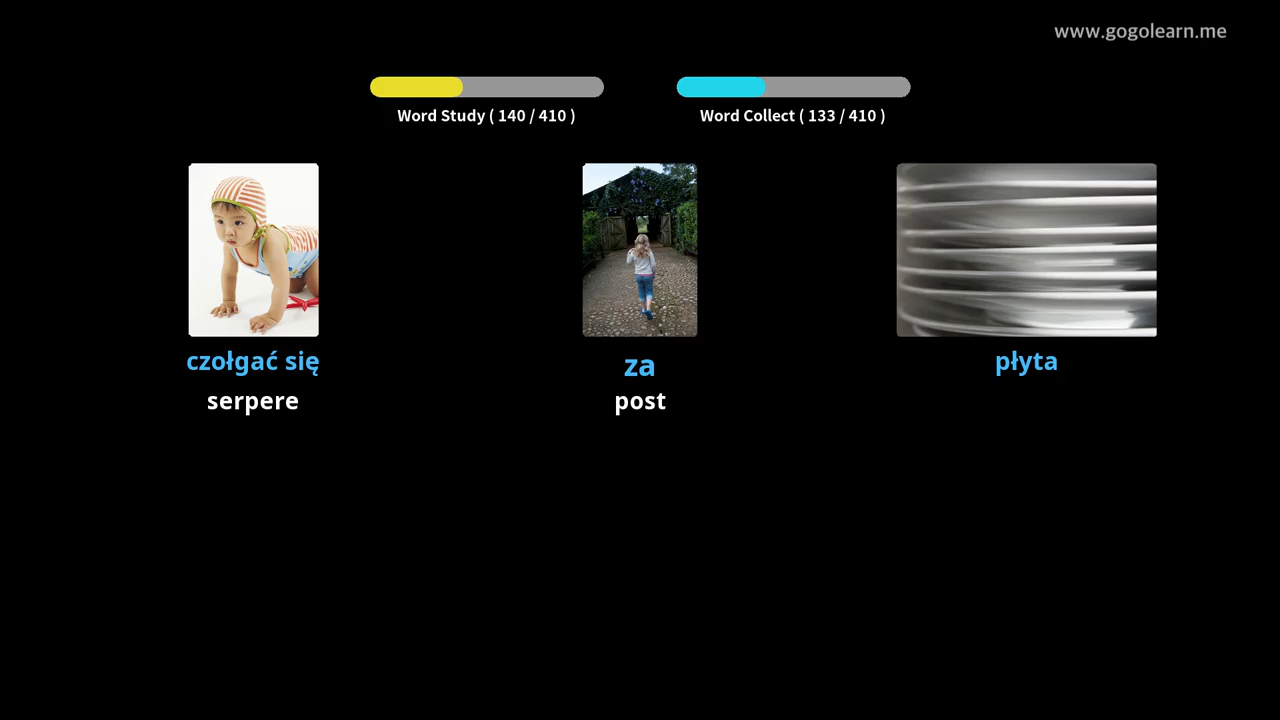 www.gogolearn.me
Word Study ( 140 / 410 )
Word Collect ( 133 / 410 )
czołgać się
serpere
za
post
płyta